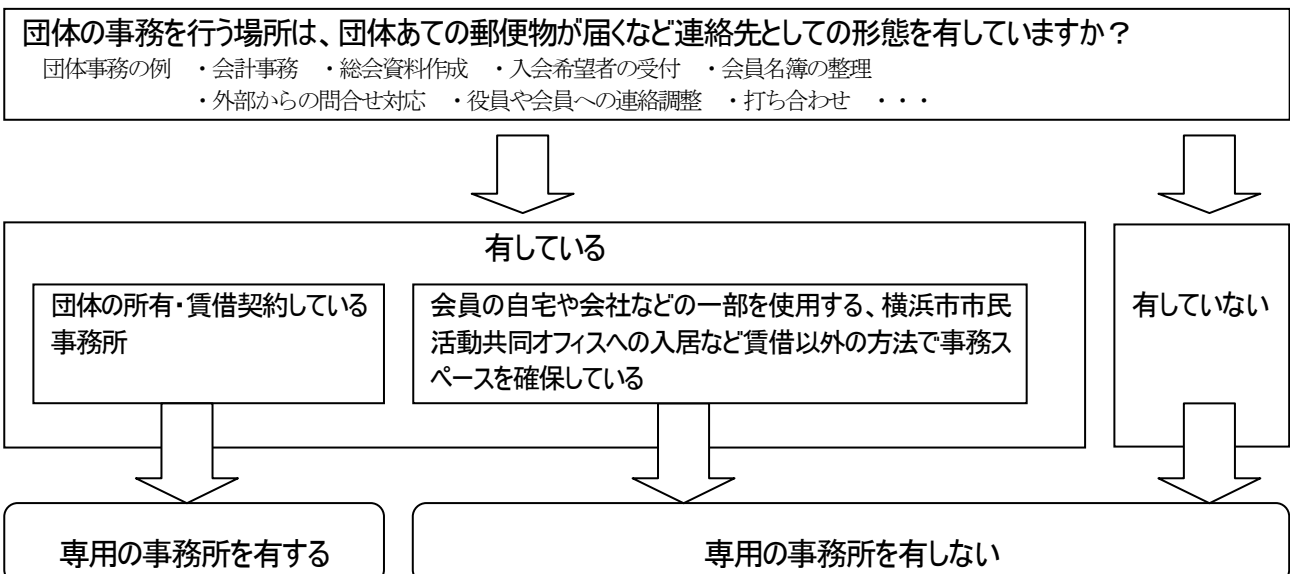 団体の事務を行う場所は、団体あての郵便物が届くなど連絡先としての形態を有していますか？
団体事務の例　・会計事務　・総会資料作成　・入会希望者の受付　・会員名簿の整理
・外部からの問合せ対応　・役員や会員への連絡調整　・打ち合わせ　・・・
有している
団体の所有・賃借契約している
事務所
会員の自宅や会社などの一部を使用する、横浜市市民
活動共同オフィスへの入居など賃借以外の方法で事務ス
ペースを確保している
有していない
専用の事務所を有する
専用の事務所を有しない